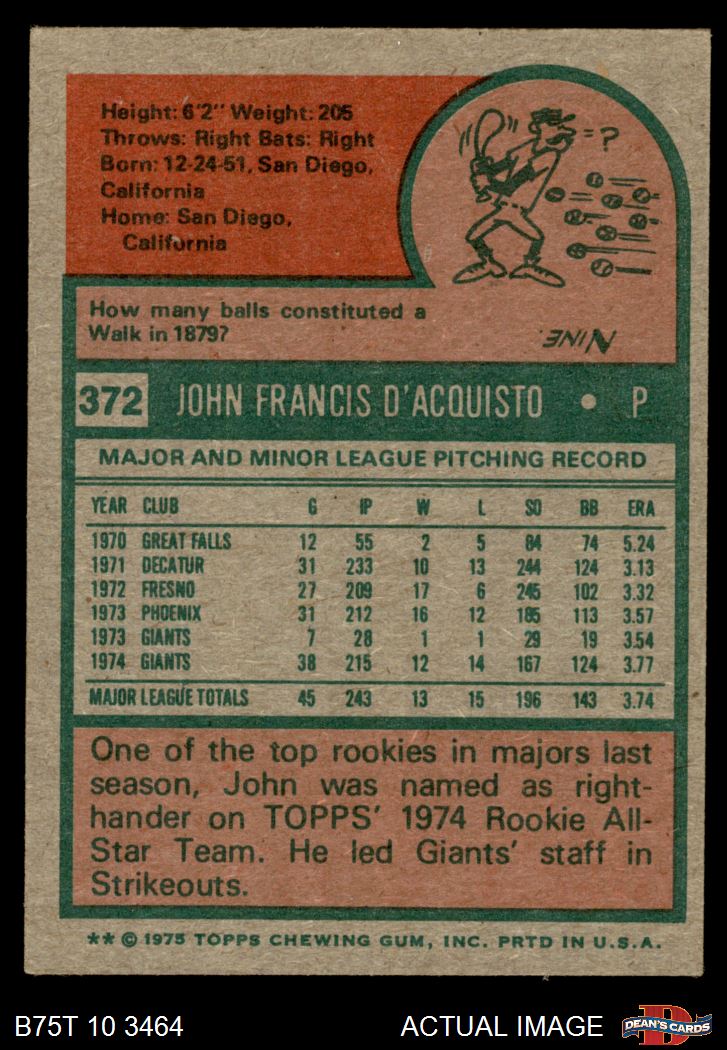 Height: 6'2" Weight: 205
Throws: Right Bats: Right
Born: 12-24-51, San Diego,
California
Home: San Diego,
California
=?
How many balls constituted a
Walk in 1879?
NINE.
372 JOHN FRANCIS D'ACQUISTO • P
MAJOR AND MINOR LEAGUE PITCHING RECORD
YEAR CLUB G IP W L SO BB ERA
1970 GREAT FALLS 12 55 2 5 84 74 5.24
1971 DECATUR 31 233 10 13 244 124 3.13
1972 FRESNO 27 209 17 6 245 102 3.32
1973 PHOENIX 31 212 16 12 185 113 3.57
1973 GIANTS 7 28 1 1 29 19 3.54
1974 GIANTS 38 215 12 14 167 124 3.77
MAJOR LEAGUE TOTALS 45 243 13 15 196 143 3.74
One of the top rookies in majors last
season, John was named as right-
hander on TOPPS' 1974 Rookie All-
Star Team. He led Giants' staff in
Strikeouts.
** © 1975 TOPPS CHEWING GUM, INC. PRTD IN U.S.A.
B75T 10 3464 ACTUAL IMAGE D DEAN'S CARDS